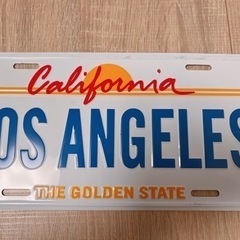 California
OS ANGELES
THE GOLDEN STATE